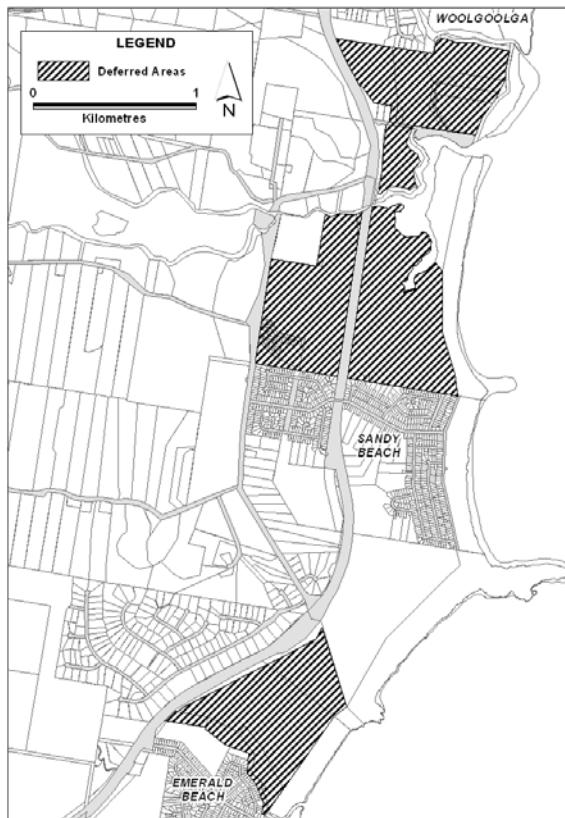 WOOLGOOLGA
LEGEND
Deferred Areas
0 1
Kilometres
N
SANDY
BEACH
EMERALD
BEACH